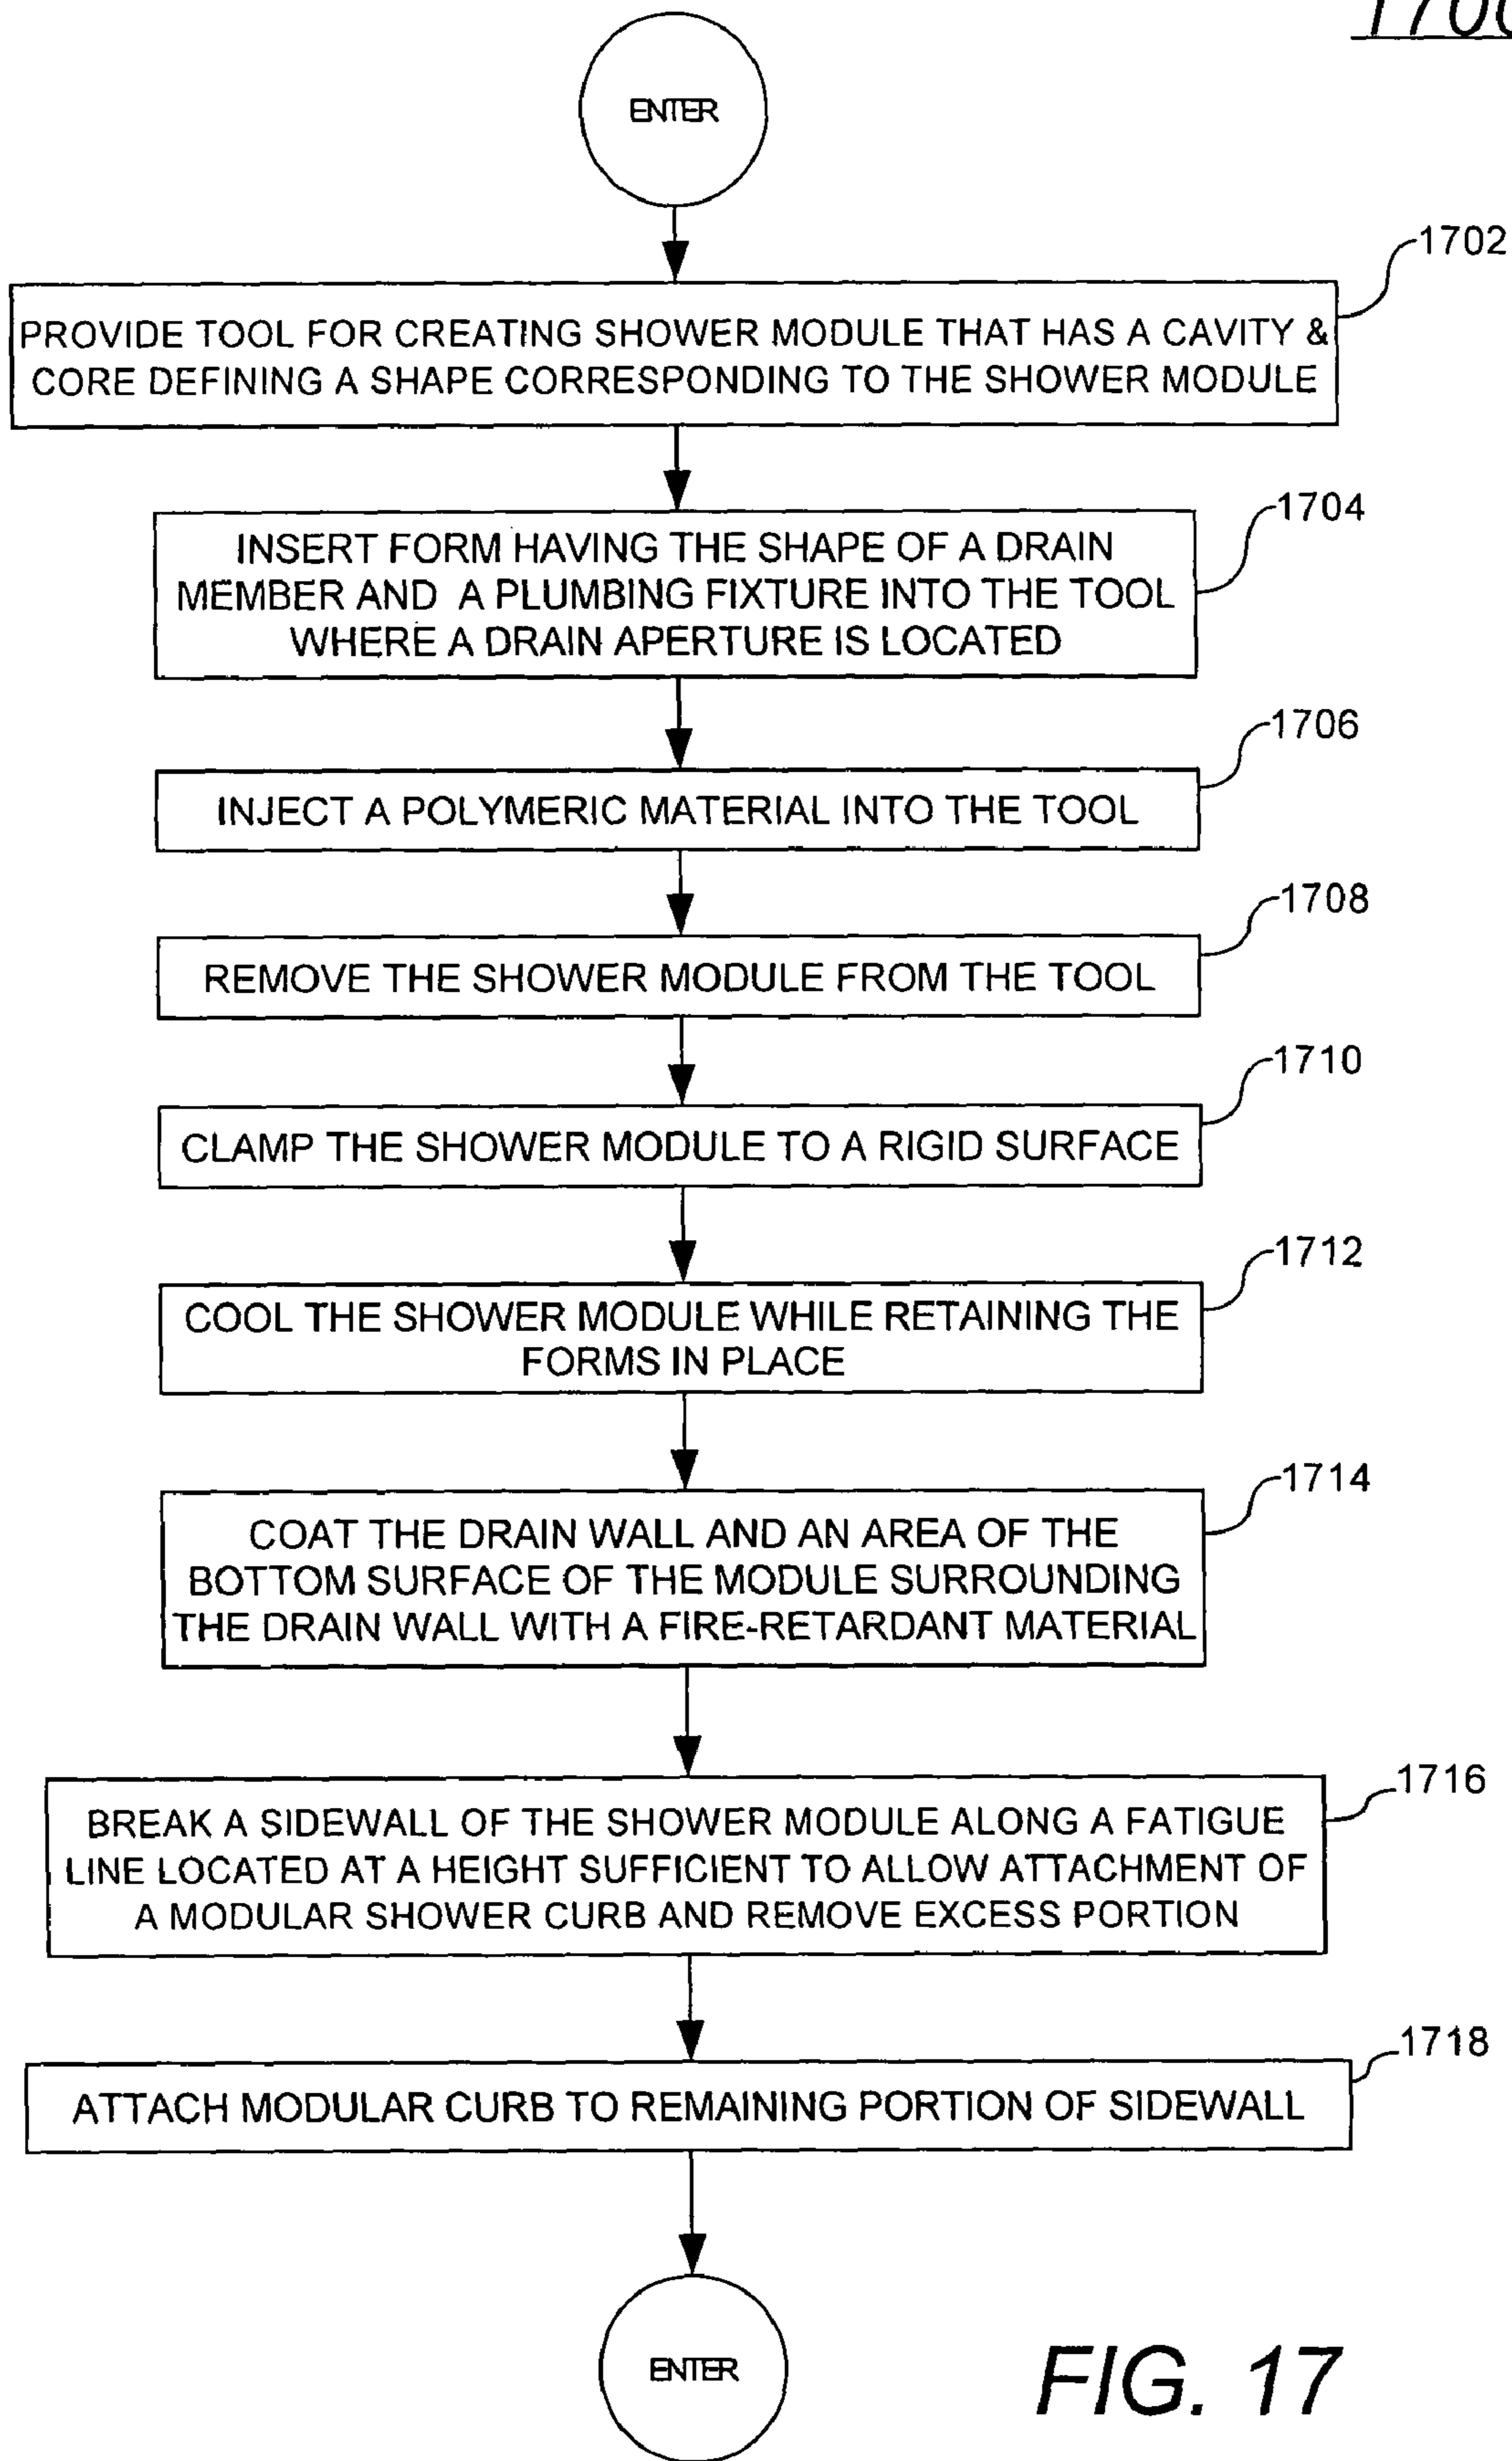 1700
ENTER
1702
PROVIDE TOOL FOR CREATING SHOWER MODULE THAT HAS A CAVITY &
CORE DEFINING A SHAPE CORRESPONDING TO THE SHOWER MODULE
1704
INSERT FORM HAVING THE SHAPE OF A DRAIN
MEMBER AND A PLUMBING FIXTURE INTO THE TOOL
WHERE A DRAIN APERTURE IS LOCATED
1706
INJECT A POLYMERIC MATERIAL INTO THE TOOL
1708
REMOVE THE SHOWER MODULE FROM THE TOOL
1710
CLAMP THE SHOWER MODULE TO A RIGID SURFACE
1712
COOL THE SHOWER MODULE WHILE RETAINING THE
FORMS IN PLACE
1714
COAT THE DRAIN WALL AND AN AREA OF THE
BOTTOM SURFACE OF THE MODULE SURROUNDING
THE DRAIN WALL WITH A FIRE-RETARDANT MATERIAL
1716
BREAK A SIDEWALL OF THE SHOWER MODULE ALONG A FATIGUE
LINE LOCATED AT A HEIGHT SUFFICIENT TO ALLOW ATTACHMENT OF
A MODULAR SHOWER CURB AND REMOVE EXCESS PORTION
1718
ATTACH MODULAR CURB TO REMAINING PORTION OF SIDEWALL
ENTER
FIG. 17